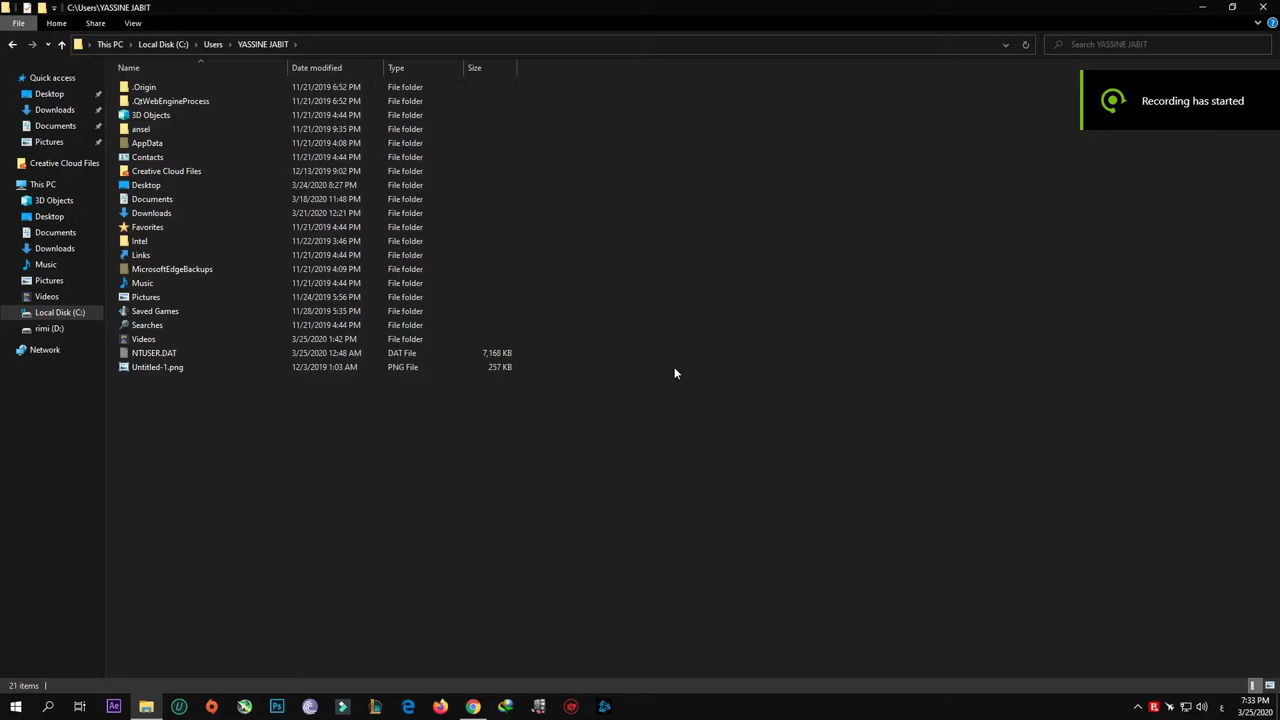 C:\Users\YASSINE JABIT
File Home Share View
This PC Local Disk (C:) Users YASSINE JABIT Search YASSINE JABIT
Name Date modified Type Size
Quick access
Desktop
Downloads
Documents
Pictures
Creative Cloud Files
This PC
3D Objects
Desktop
Documents
Downloads
Music
Pictures
Videos
Local Disk (C:)
rimi (D:)
Network
.Origin 11/21/2019 6:52 PM File folder
.QtWebEngineProcess 11/21/2019 6:52 PM File folder
3D Objects 11/21/2019 4:44 PM File folder
ansel 11/21/2019 9:35 PM File folder
AppData 11/21/2019 4:08 PM File folder
Contacts 11/21/2019 4:44 PM File folder
Creative Cloud Files 12/13/2019 9:02 PM File folder
Desktop 3/24/2020 8:27 PM File folder
Documents 3/18/2020 11:48 PM File folder
Downloads 3/21/2020 12:21 PM File folder
Favorites 11/21/2019 4:44 PM File folder
Intel 11/22/2019 3:46 PM File folder
Links 11/21/2019 4:44 PM File folder
MicrosoftEdgeBackups 11/21/2019 4:09 PM File folder
Music 11/21/2019 4:44 PM File folder
Pictures 11/24/2019 5:56 PM File folder
Saved Games 11/28/2019 5:35 PM File folder
Searches 11/21/2019 4:44 PM File folder
Videos 3/25/2020 1:42 PM File folder
NTUSER.DAT 3/25/2020 12:48 AM DAT File 7,168 KB
Untitled-1.png 12/3/2019 1:03 AM PNG File 257 KB
Recording has started
21 items
Ae
Ps
ع
7:33 PM
3/25/2020